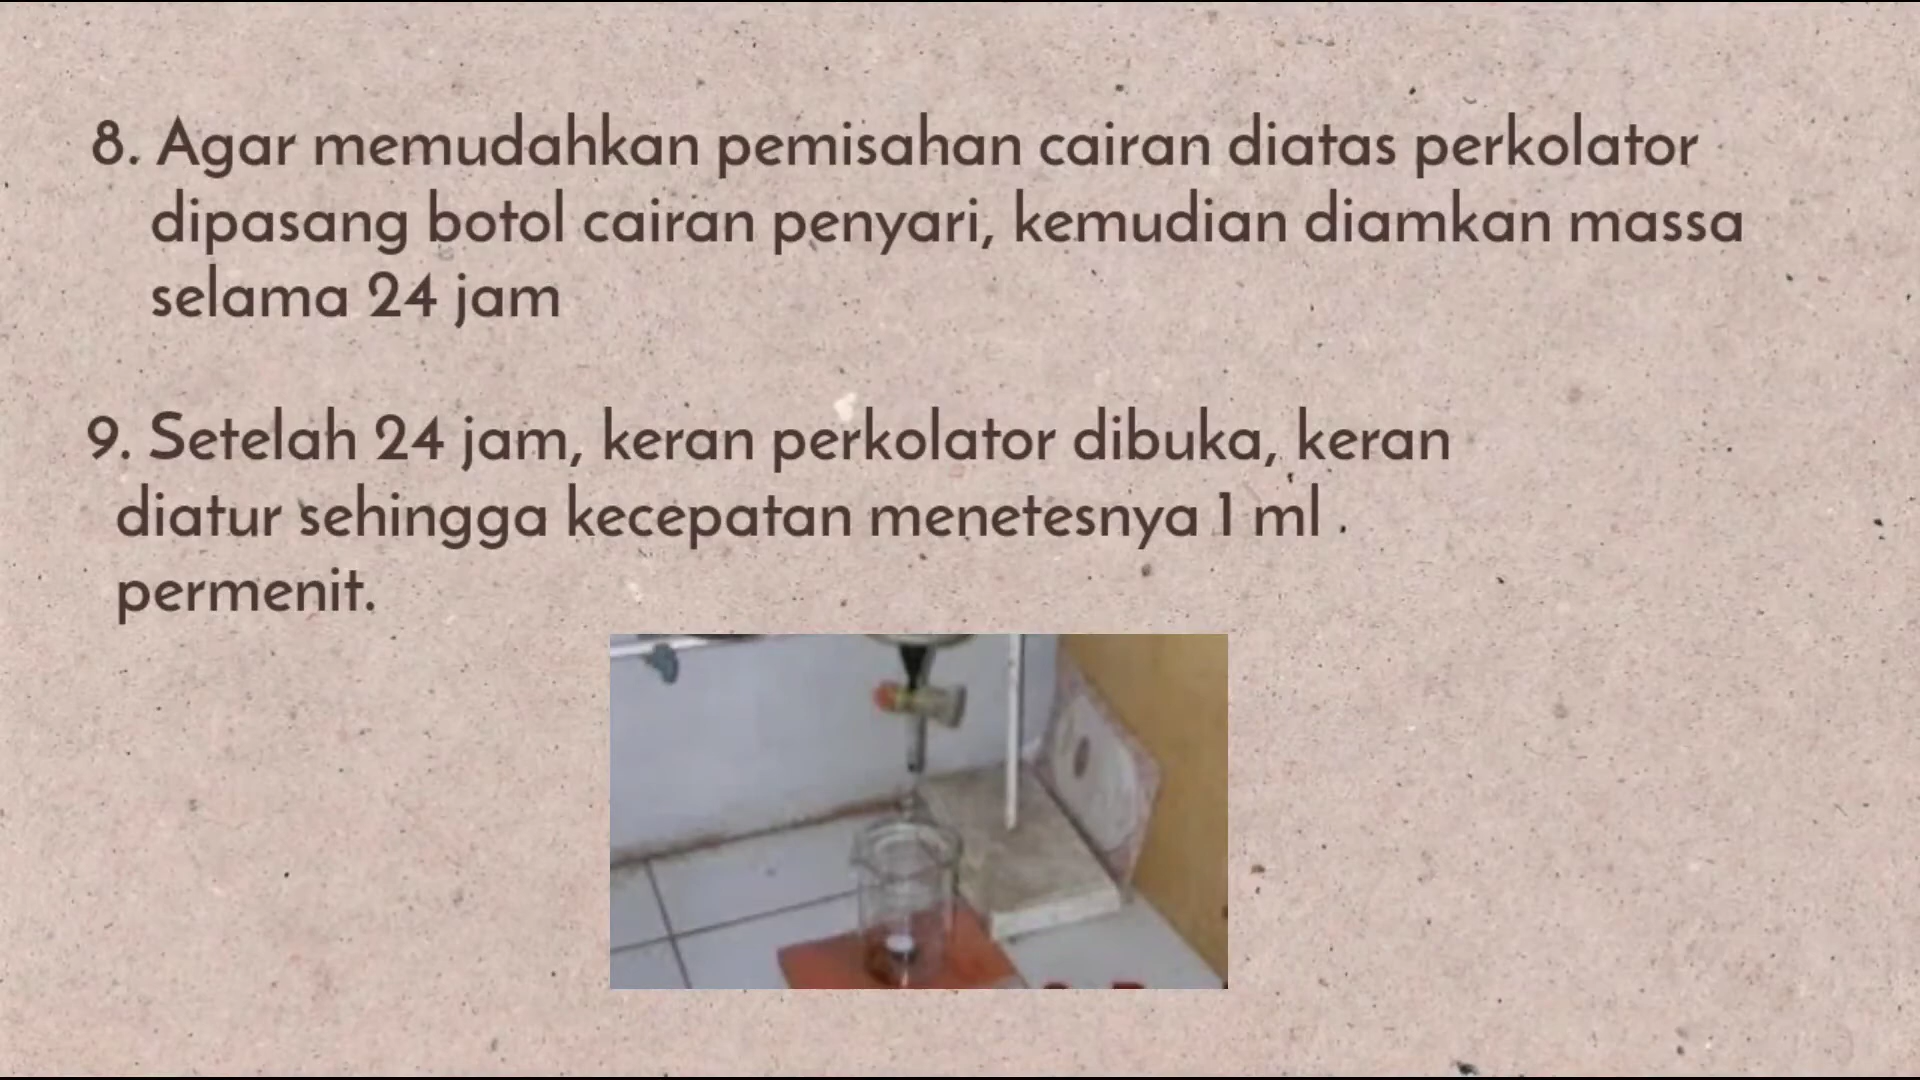 8. Agar memudahkan pemisahan cairan diatas perkolator
dipasang botol cairan penyari, kemudian diamkan massa
selama 24 jam
9. Setelah 24 jam, keran perkolator dibuka, keran
diatur sehingga kecepatan menetesnya 1 ml
permenit.